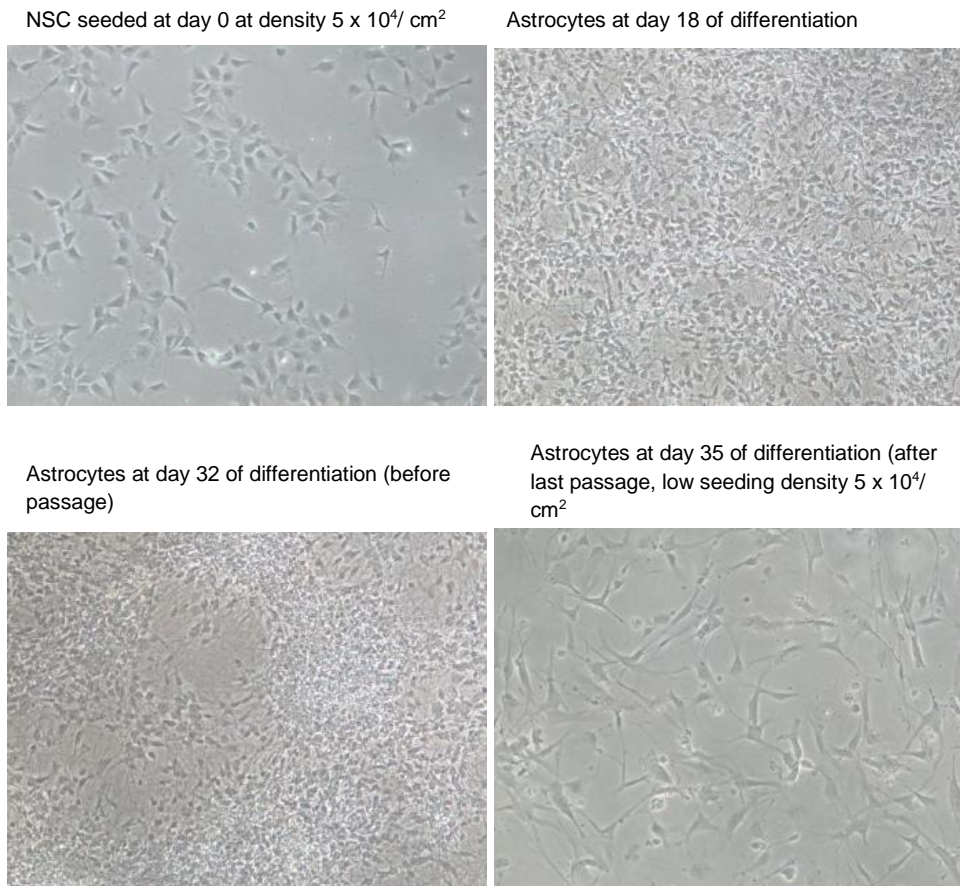 NSC seeded at day 0 at density 5 x 10⁴/ cm²
Astrocytes at day 18 of differentiation
Astrocytes at day 32 of differentiation (before
passage)
Astrocytes at day 35 of differentiation (after
last passage, low seeding density 5 x 10⁴/
cm²